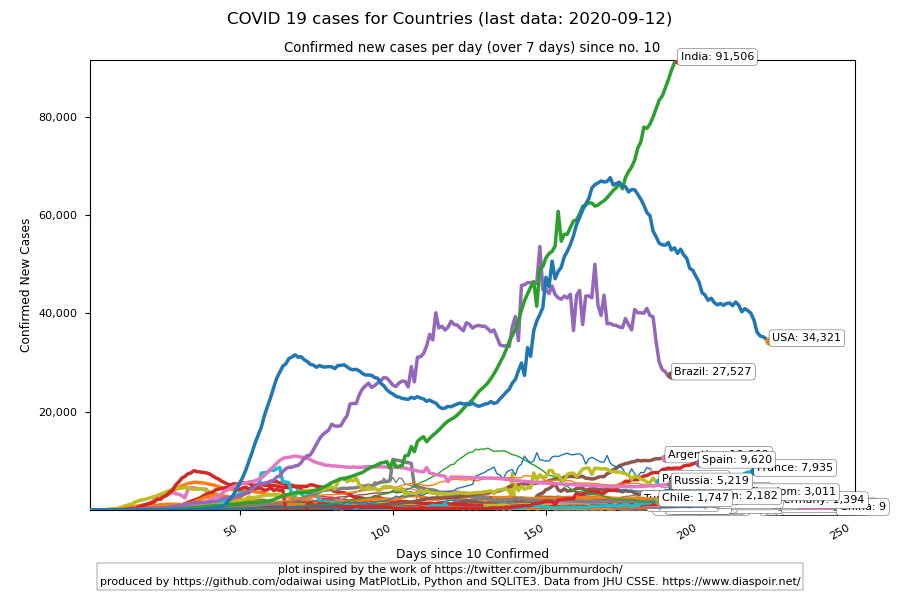 COVID 19 cases for Countries (last data: 2020-09-12)
Confirmed new cases per day (over 7 days) since no. 10
India: 91,506
80,000
60,000
Confirmed New Cases
40,000
USA: 34,321
Brazil: 27,527
20,000
Spain: 9,620
France: 7,935
Russia: 5,219
Chile: 1,747
2,182
3,011
1,394
China: 9
50
100
150
200
250
Days since 10 Confirmed
plot inspired by the work of https://twitter.com/jburnmurdoch/
produced by https://github.com/odaiwai using MatPlotLib, Python and SQLITE3. Data from JHU CSSE. https://www.diaspoir.net/